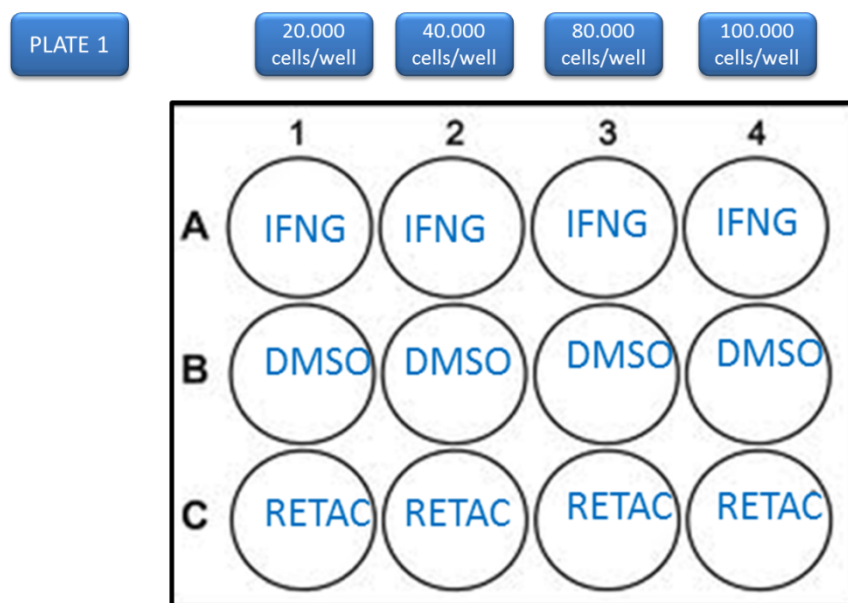 PLATE 1
20.000
cells/well
40.000
cells/well
80.000
cells/well
100.000
cells/well
1 2 3 4
A IFNG IFNG IFNG IFNG
B DMSO DMSO DMSO DMSO
C RETAC RETAC RETAC RETAC